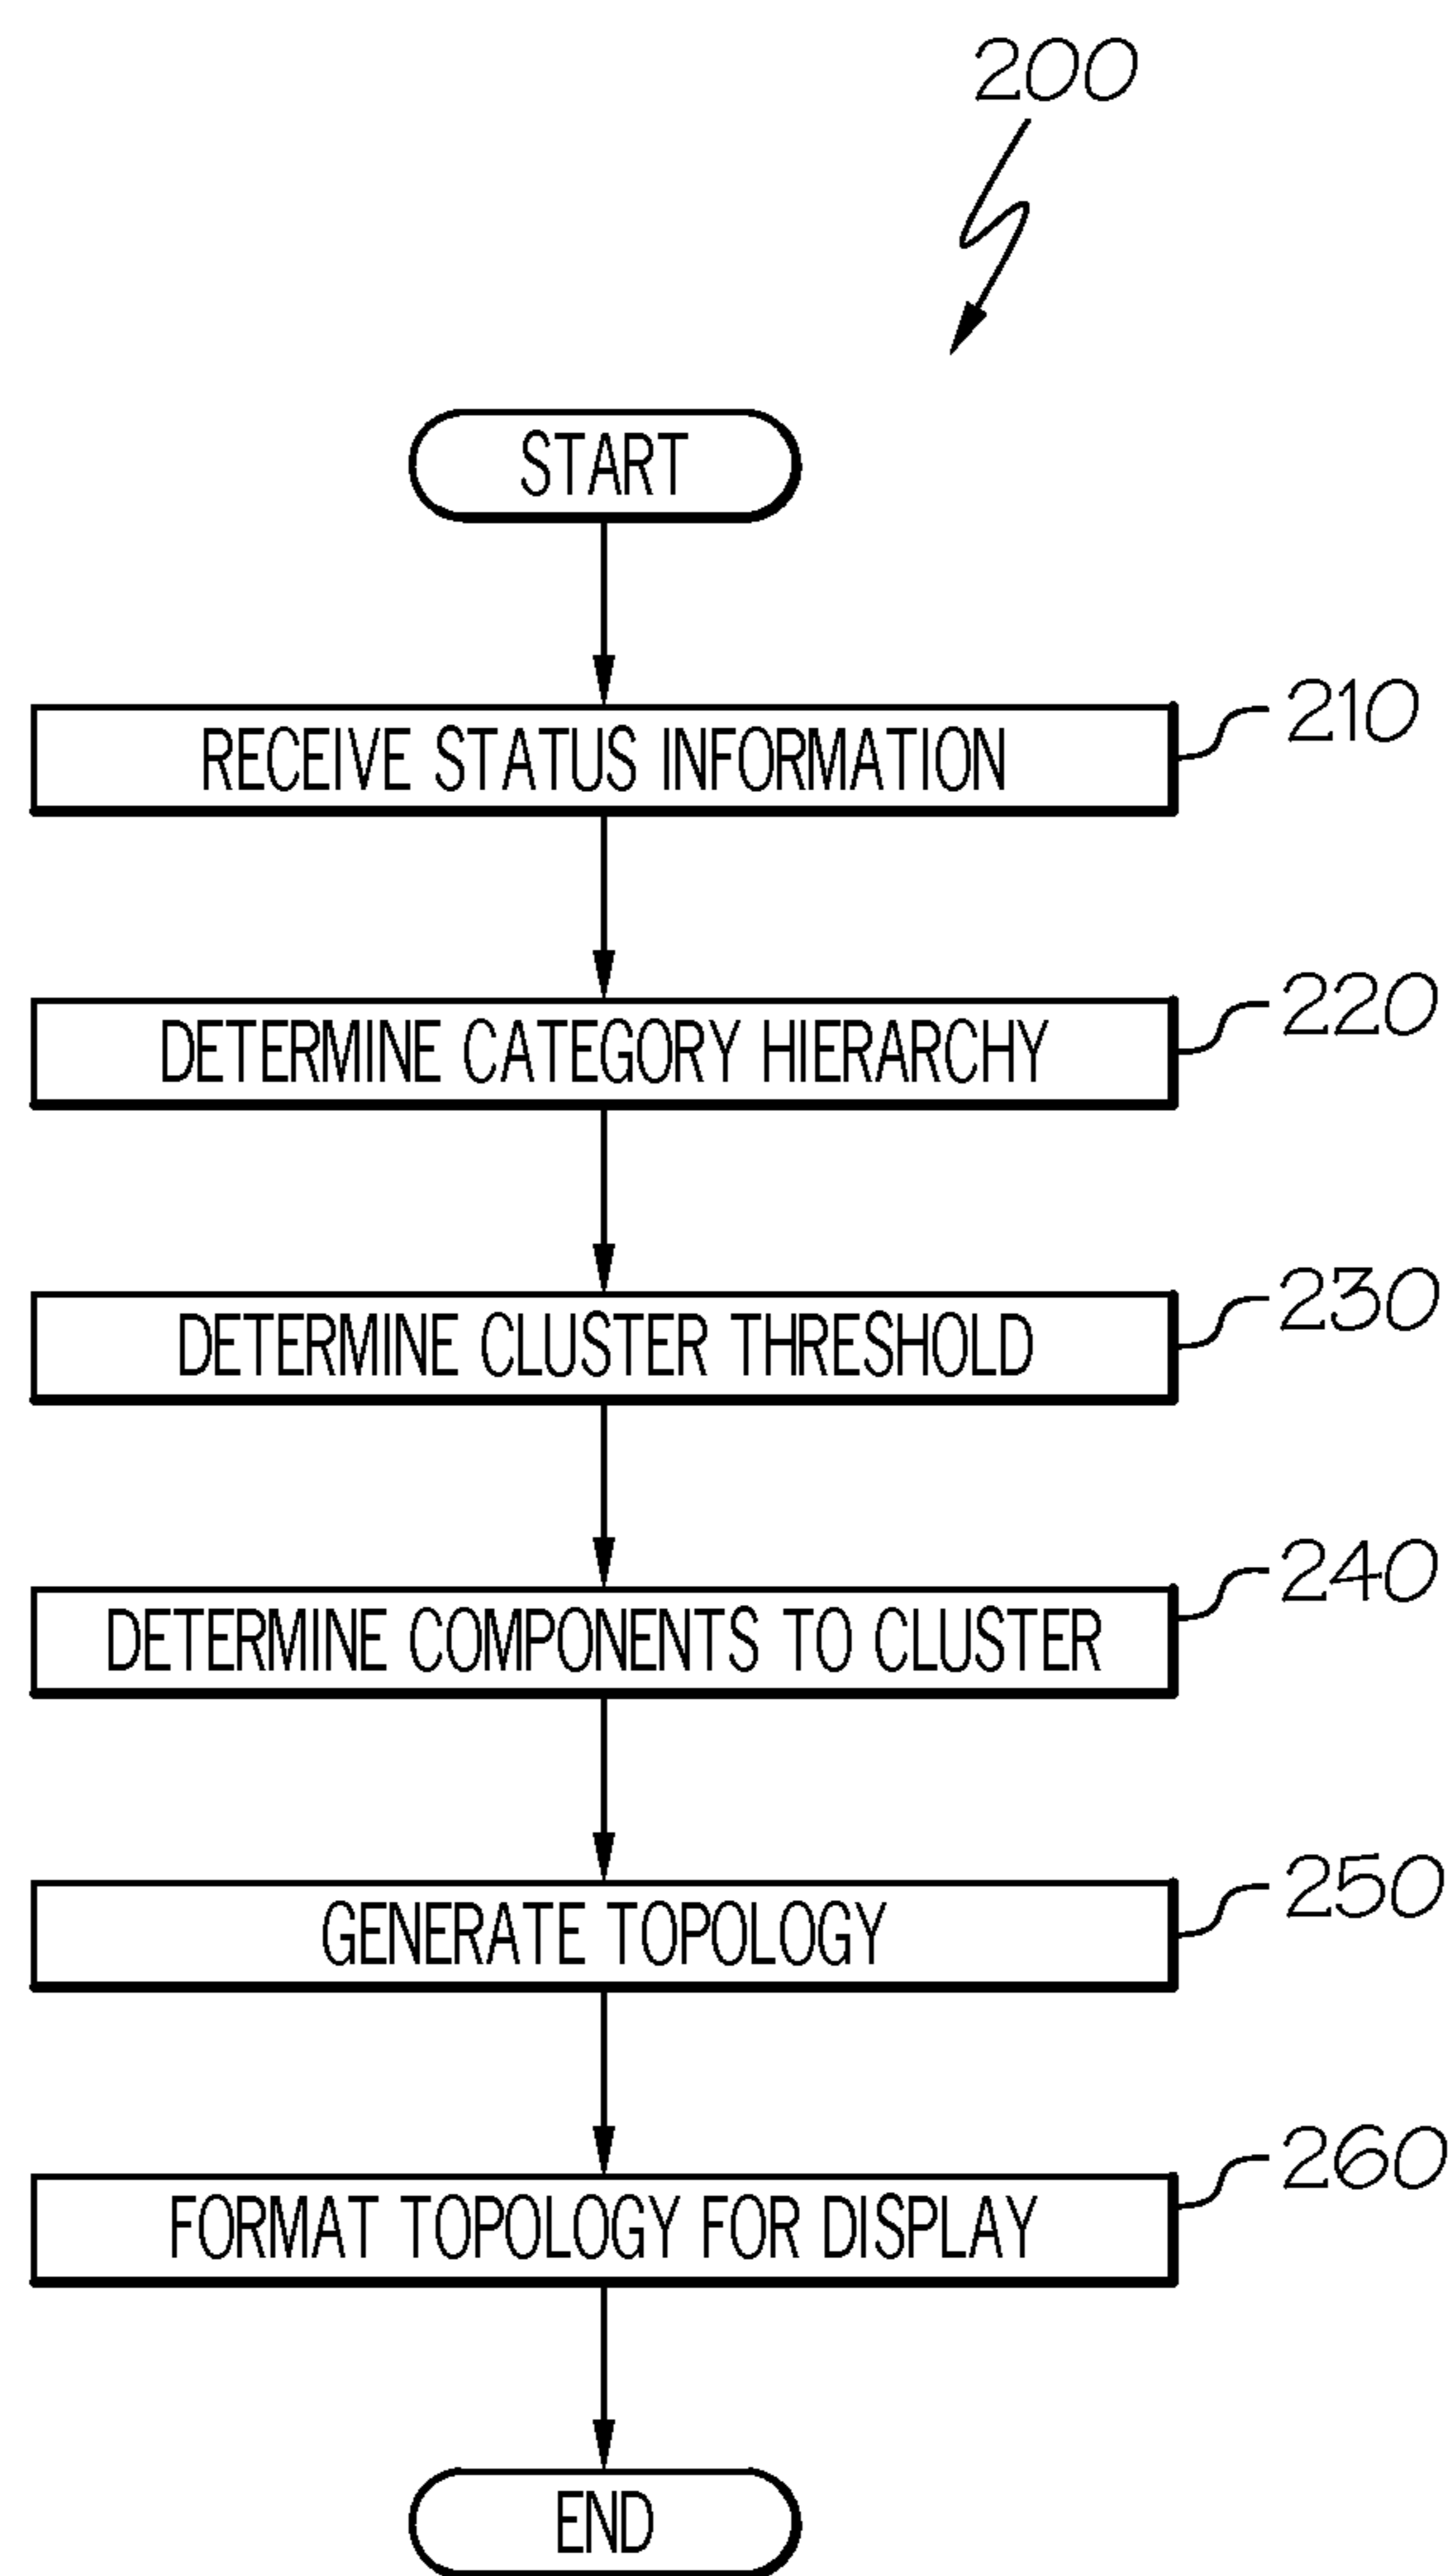 200
START
RECEIVE STATUS INFORMATION
210
DETERMINE CATEGORY HIERARCHY
220
DETERMINE CLUSTER THRESHOLD
230
DETERMINE COMPONENTS TO CLUSTER
240
GENERATE TOPOLOGY
250
FORMAT TOPOLOGY FOR DISPLAY
260
END